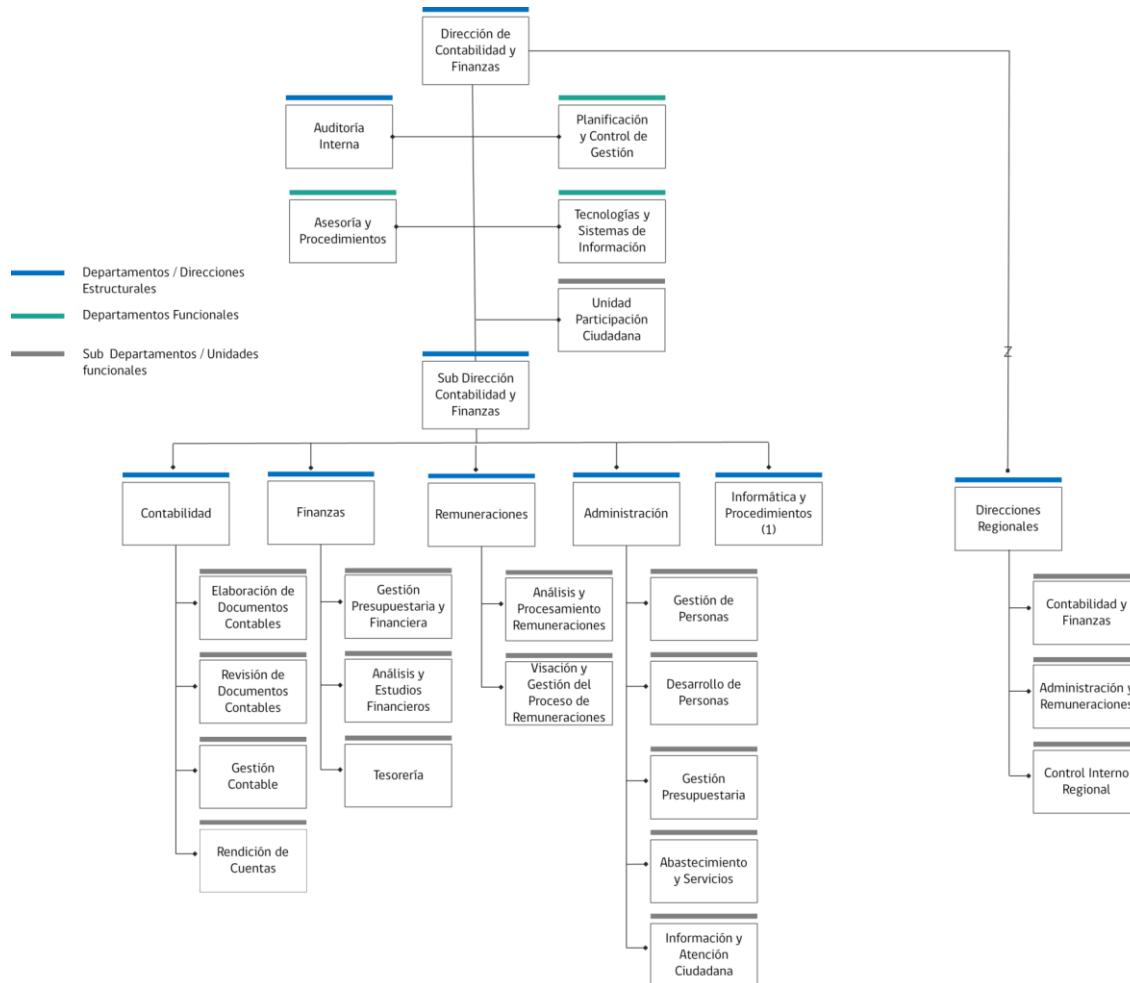 Dirección de
Contabilidad y
Finanzas
Auditoría
Interna
Planificación
y Control de
Gestión
Asesoría y
Procedimientos
Tecnologías y
Sistemas de
Información
Departamentos / Direcciones
Estructurales
Departamentos Funcionales
Sub Departamentos / Unidades
funcionales
Unidad
Participación
Ciudadana
Z
Sub Dirección
Contabilidad y
Finanzas
Contabilidad
Finanzas
Remuneraciones
Administración
Informática y
Procedimientos
(1)
Direcciones
Regionales
Elaboración de
Documentos
Contables
Revisión de
Documentos
Contables
Gestión
Contable
Rendición de
Cuentas
Gestión
Presupuestaria y
Financiera
Análisis y
Estudios
Financieros
Tesorería
Análisis y
Procesamiento
Remuneraciones
Visación y
Gestión del
Proceso de
Remuneraciones
Gestión de
Personas
Desarrollo de
Personas
Gestión
Presupuestaria
Abastecimiento
y Servicios
Información y
Atención
Ciudadana
Contabilidad y
Finanzas
Administración y
Remuneraciones
Control Interno
Regional